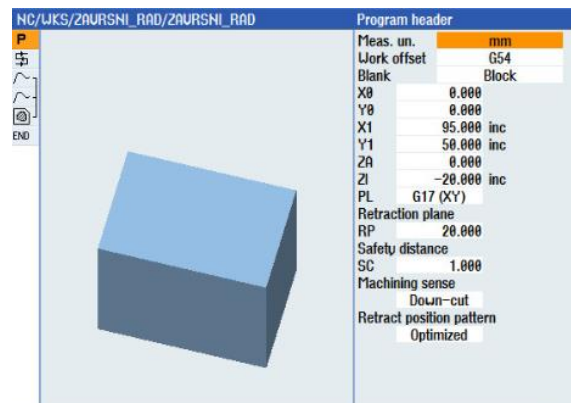 NC/WKS/ZAVRSNI_RAD/ZAVRSNI_RAD
P
END
Program header
Meas. un. mm
Work offset G54
Blank Block
X0 0.000
Y0 0.000
X1 95.000 inc
Y1 50.000 inc
ZA 0.000
ZI -20.000 inc
PL G17 (XY)
Retraction plane
RP 20.000
Safety distance
SC 1.000
Machining sense
Down-cut
Retract position pattern
Optimized